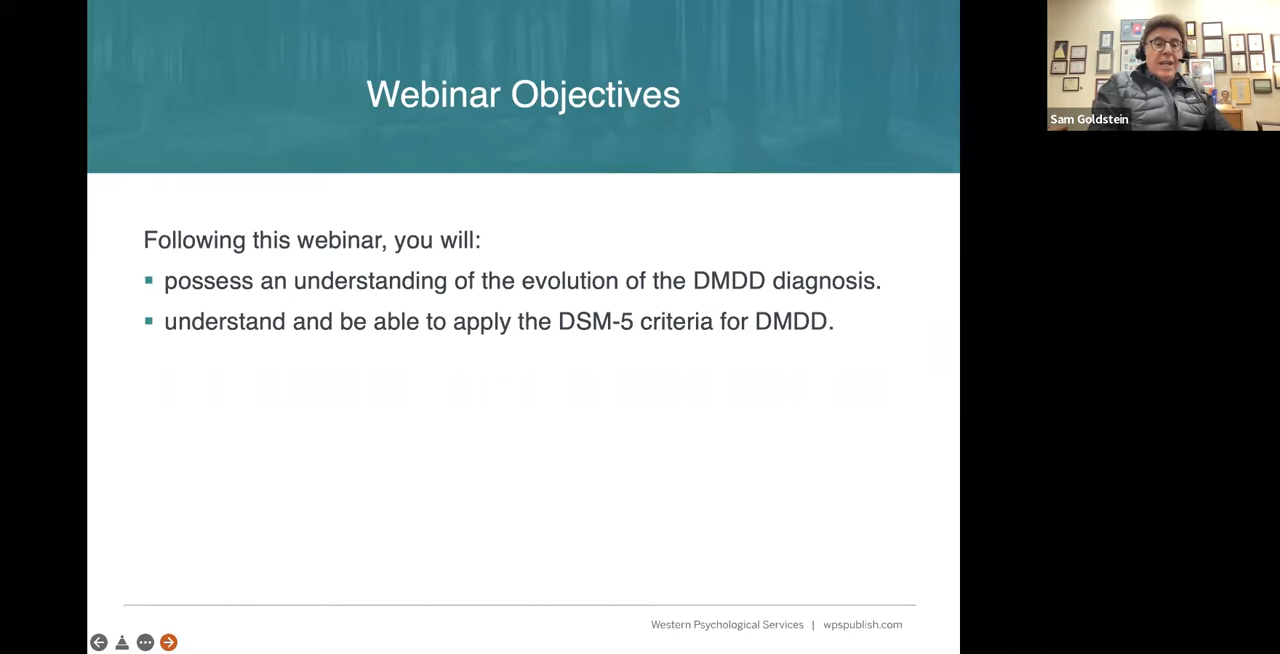 Webinar Objectives
Sam Goldstein
Following this webinar, you will:
possess an understanding of the evolution of the DMDD diagnosis.
understand and be able to apply the DSM-5 criteria for DMDD.
Western Psychological Services | wpspublish.com